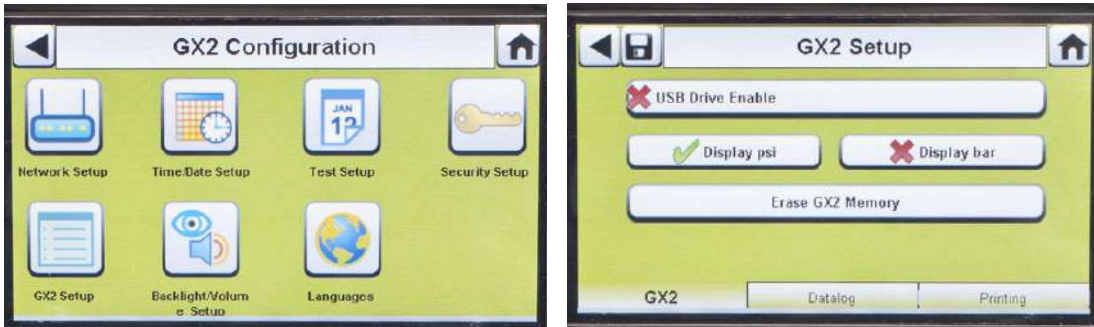 GX2 Configuration
JAN
12
Network Setup
Time/Date Setup
Test Setup
Security Setup
GX2 Setup
Backlight/Volum
e Setup
Languages
GX2 Setup
USB Drive Enable
Display psi
Display bar
Erase GX2 Memory
GX2
Datalog
Printing